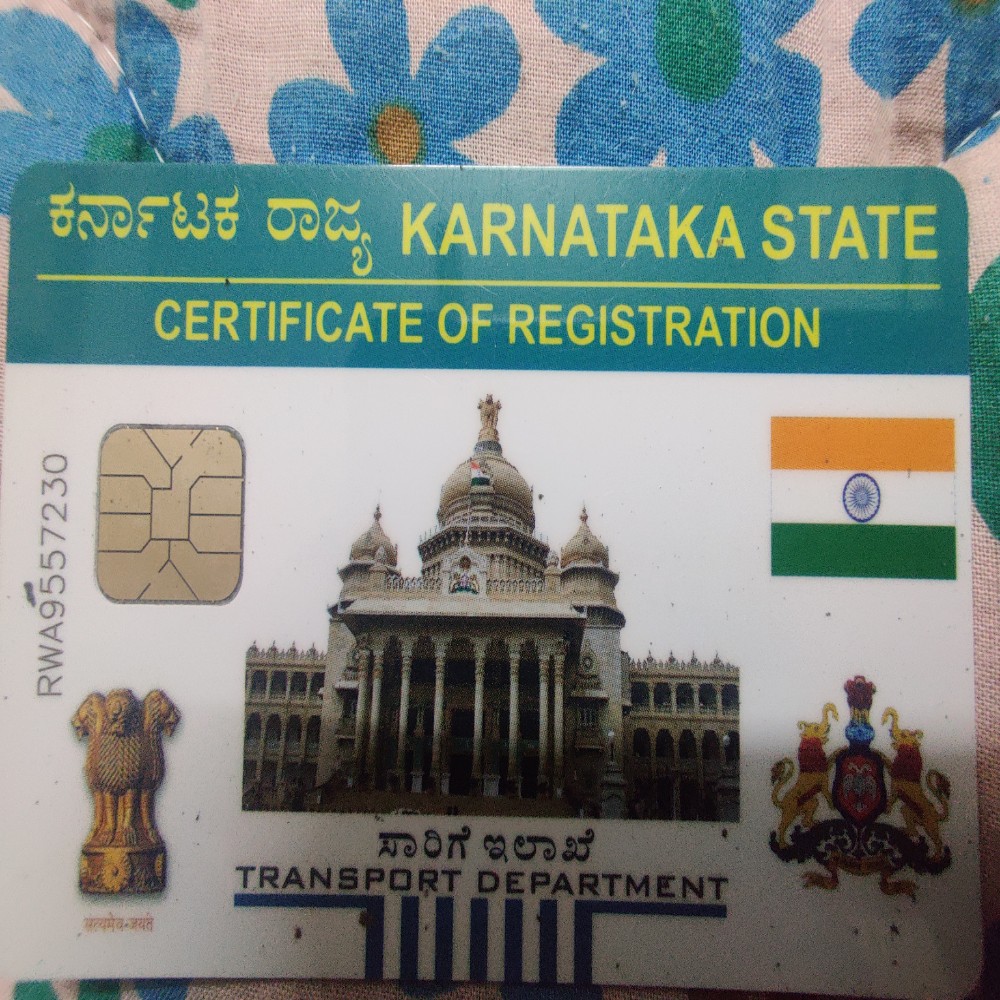 ಕರ್ನಾಟಕ ರಾಜ್ಯ KARNATAKA STATE
CERTIFICATE OF REGISTRATION
RWA9557230
सत्यमेव-जयते
ಸಾರಿಗೆ ಇಲಾಖೆ
TRANSPORT DEPARTMENT